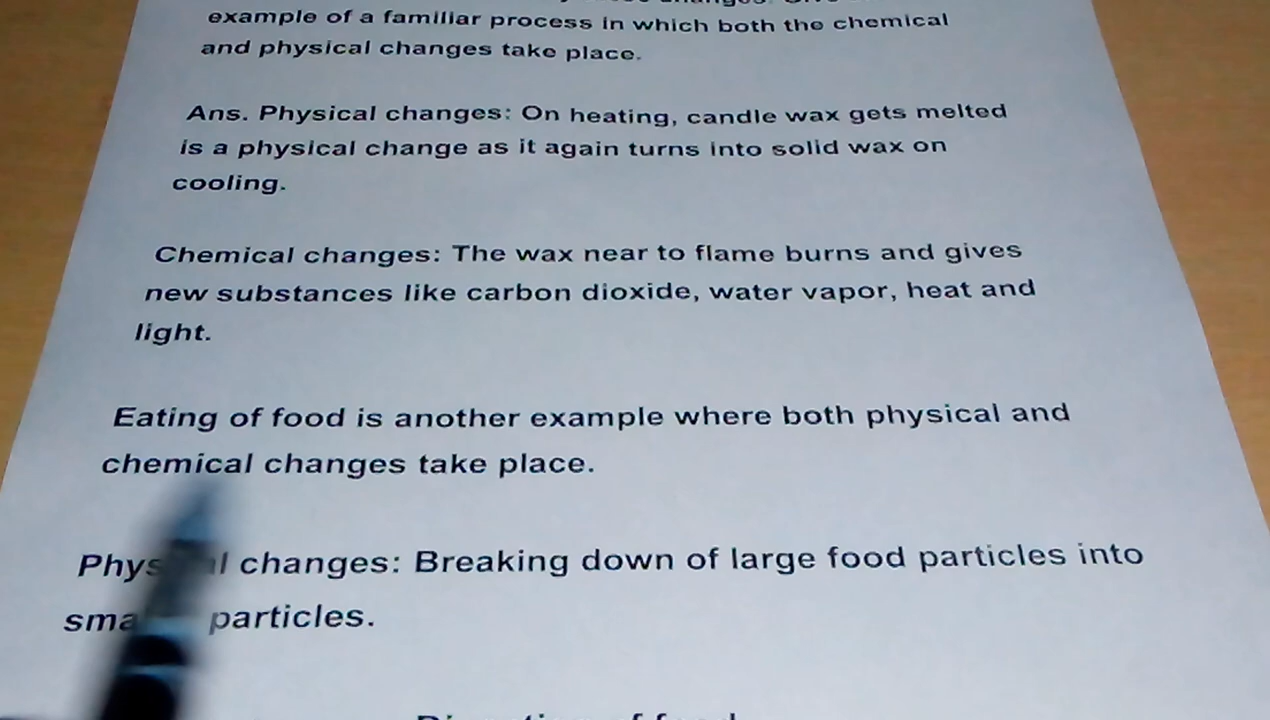 example of a familiar process in which both the chemical
and physical changes take place.
Ans. Physical changes: On heating, candle wax gets melted
is a physical change as it again turns into solid wax on
cooling.
Chemical changes: The wax near to flame burns and gives
new substances like carbon dioxide, water vapor, heat and
light.
Eating of food is another example where both physical and
chemical changes take place.
changes: Breaking down of large food particles into
particles.